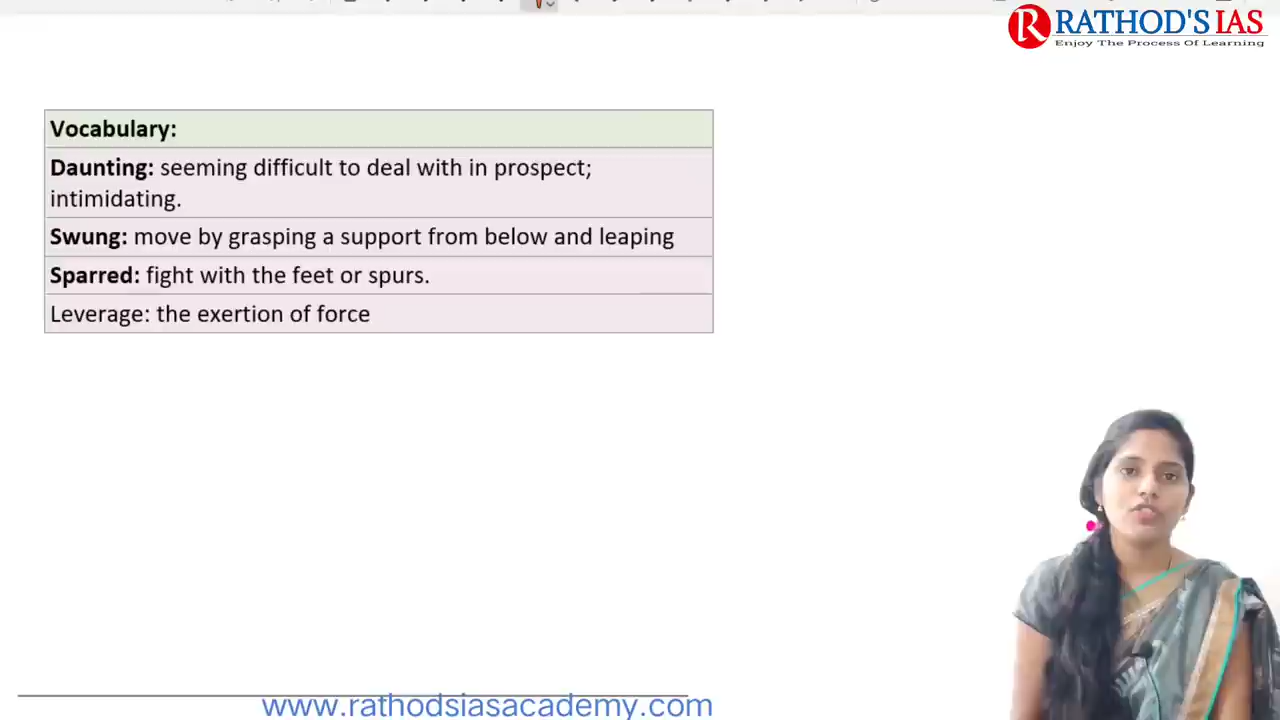 RATHOD'S IAS
Enjoy The Process Of Learning
Vocabulary:
Daunting: seeming difficult to deal with in prospect;
intimidating.
Swung: move by grasping a support from below and leaping
Sparred: fight with the feet or spurs.
Leverage: the exertion of force
www.rathodsiasacademy.com